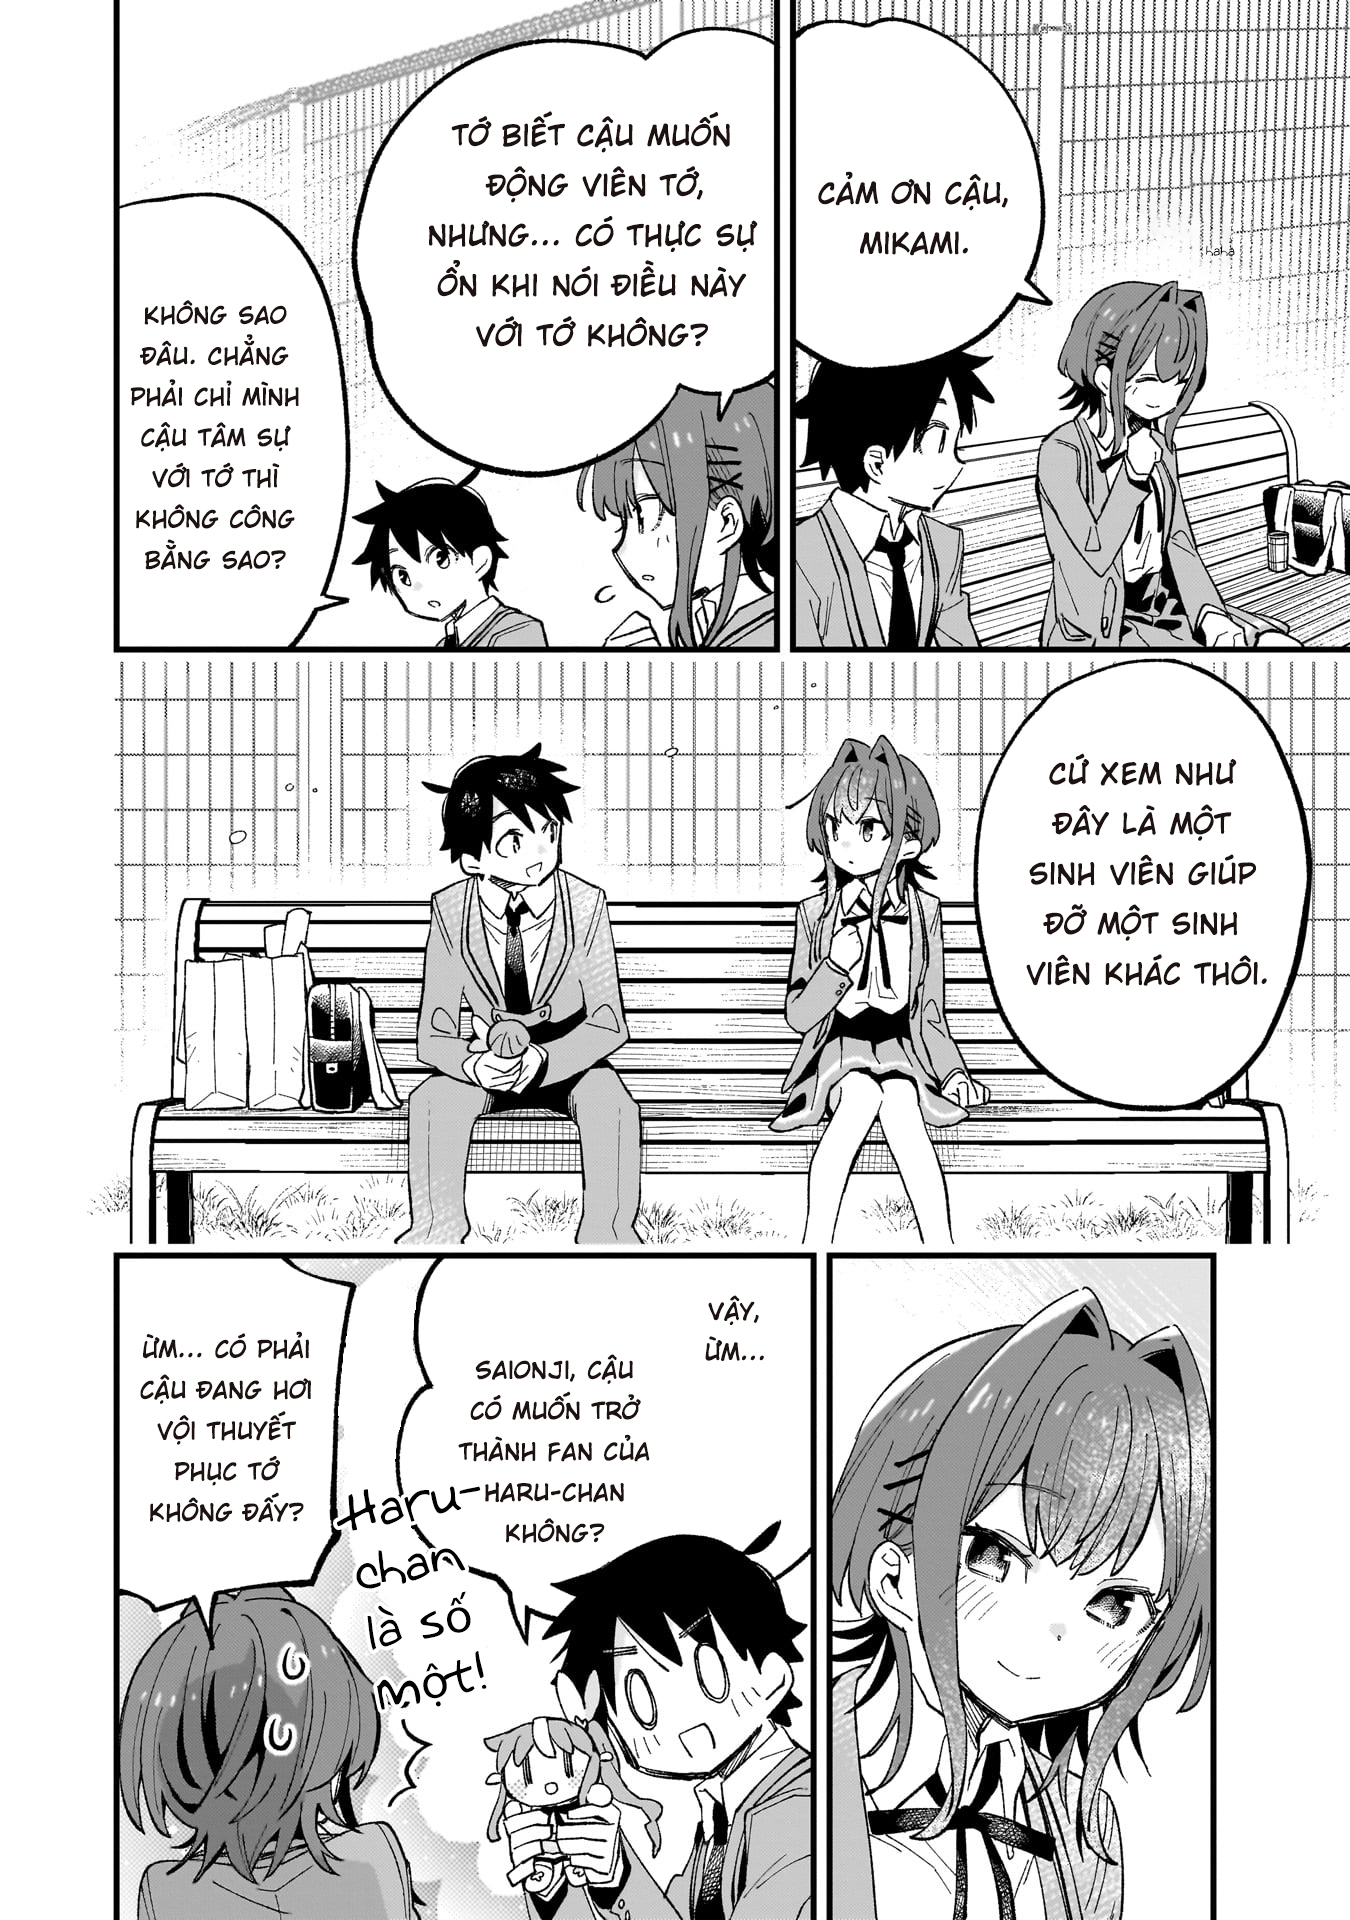 CẢM ƠN CẬU,
MIKAMI.
haha
TỚ BIẾT CẬU MUỐN
ĐỘNG VIÊN TỚ,
NHƯNG... CÓ THỰC SỰ
ỔN KHI NÓI ĐIỀU NÀY
VỚI TỚ KHÔNG?
KHÔNG SAO
ĐÂU. CHẲNG
PHẢI CHỈ MÌNH
CẬU TÂM SỰ
VỚI TỚ THÌ
KHÔNG CÔNG
BẰNG SAO?
CỨ XEM NHƯ
ĐÂY LÀ MỘT
SINH VIÊN GIÚP
ĐỠ MỘT SINH
VIÊN KHÁC THÔI.
VẬY,
ỪM...
SAIONJI, CẬU
CÓ MUỐN TRỞ
THÀNH FAN CỦA
HARU-CHAN
KHÔNG?
Haru-
chan
là số
một!
ỪM... CÓ PHẢI
CẬU ĐANG HƠI
VỘI THUYẾT
PHỤC TỚ
KHÔNG ĐẤY?